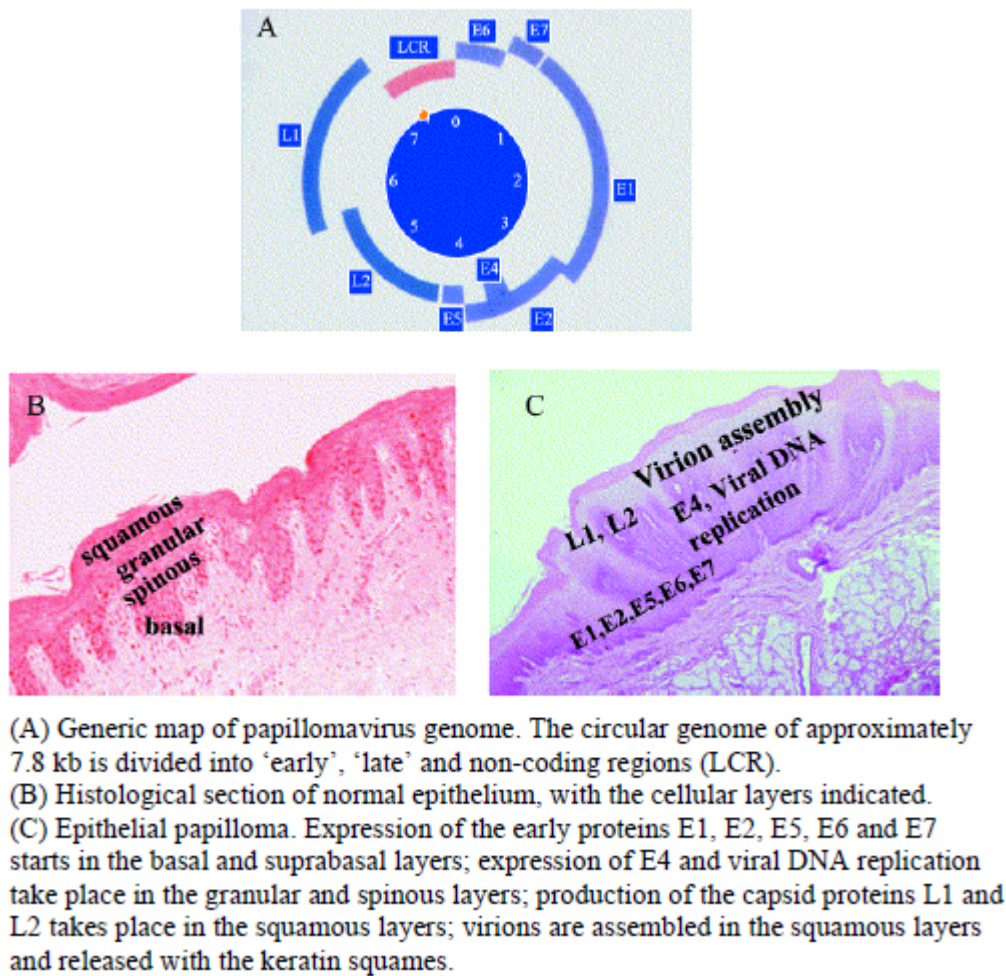 A
E6
E7
LCR
L1
0
7
1
6
2
E1
5
3
4
E4
L2
E5
E2
B
squamous
granular
spinous
basal
C
Virion assembly
L1, L2
E4, Viral DNA
replication
E1,E2,E5,E6,E7
(A) Generic map of papillomavirus genome. The circular genome of approximately
7.8 kb is divided into ‘early’, ‘late’ and non-coding regions (LCR).
(B) Histological section of normal epithelium, with the cellular layers indicated.
(C) Epithelial papilloma. Expression of the early proteins E1, E2, E5, E6 and E7
starts in the basal and suprabasal layers; expression of E4 and viral DNA replication
take place in the granular and spinous layers; production of the capsid proteins L1 and
L2 takes place in the squamous layers; virions are assembled in the squamous layers
and released with the keratin squames.